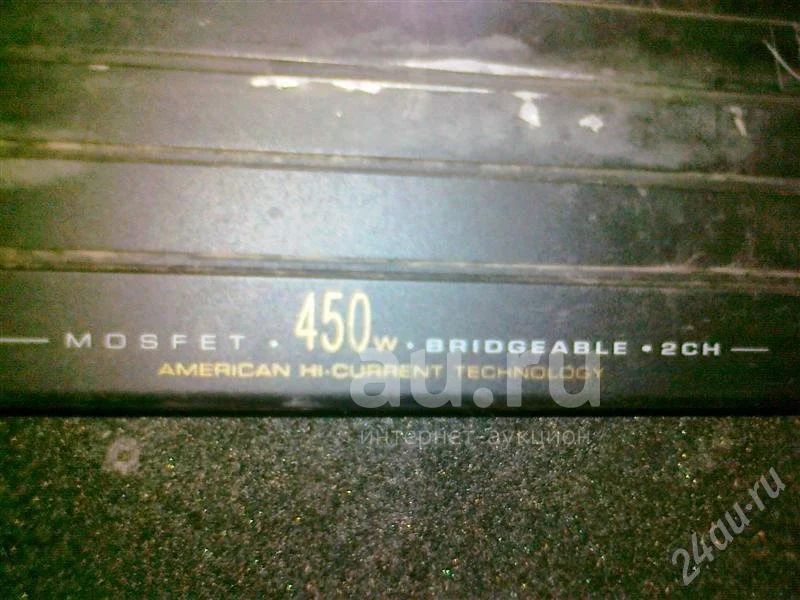 MOSFET • 450W • BRIDGEABLE • 2CH
AMERICAN HI-CURRENT TECHNOLOGY
au.ru
интернет-аукцион
24au.ru